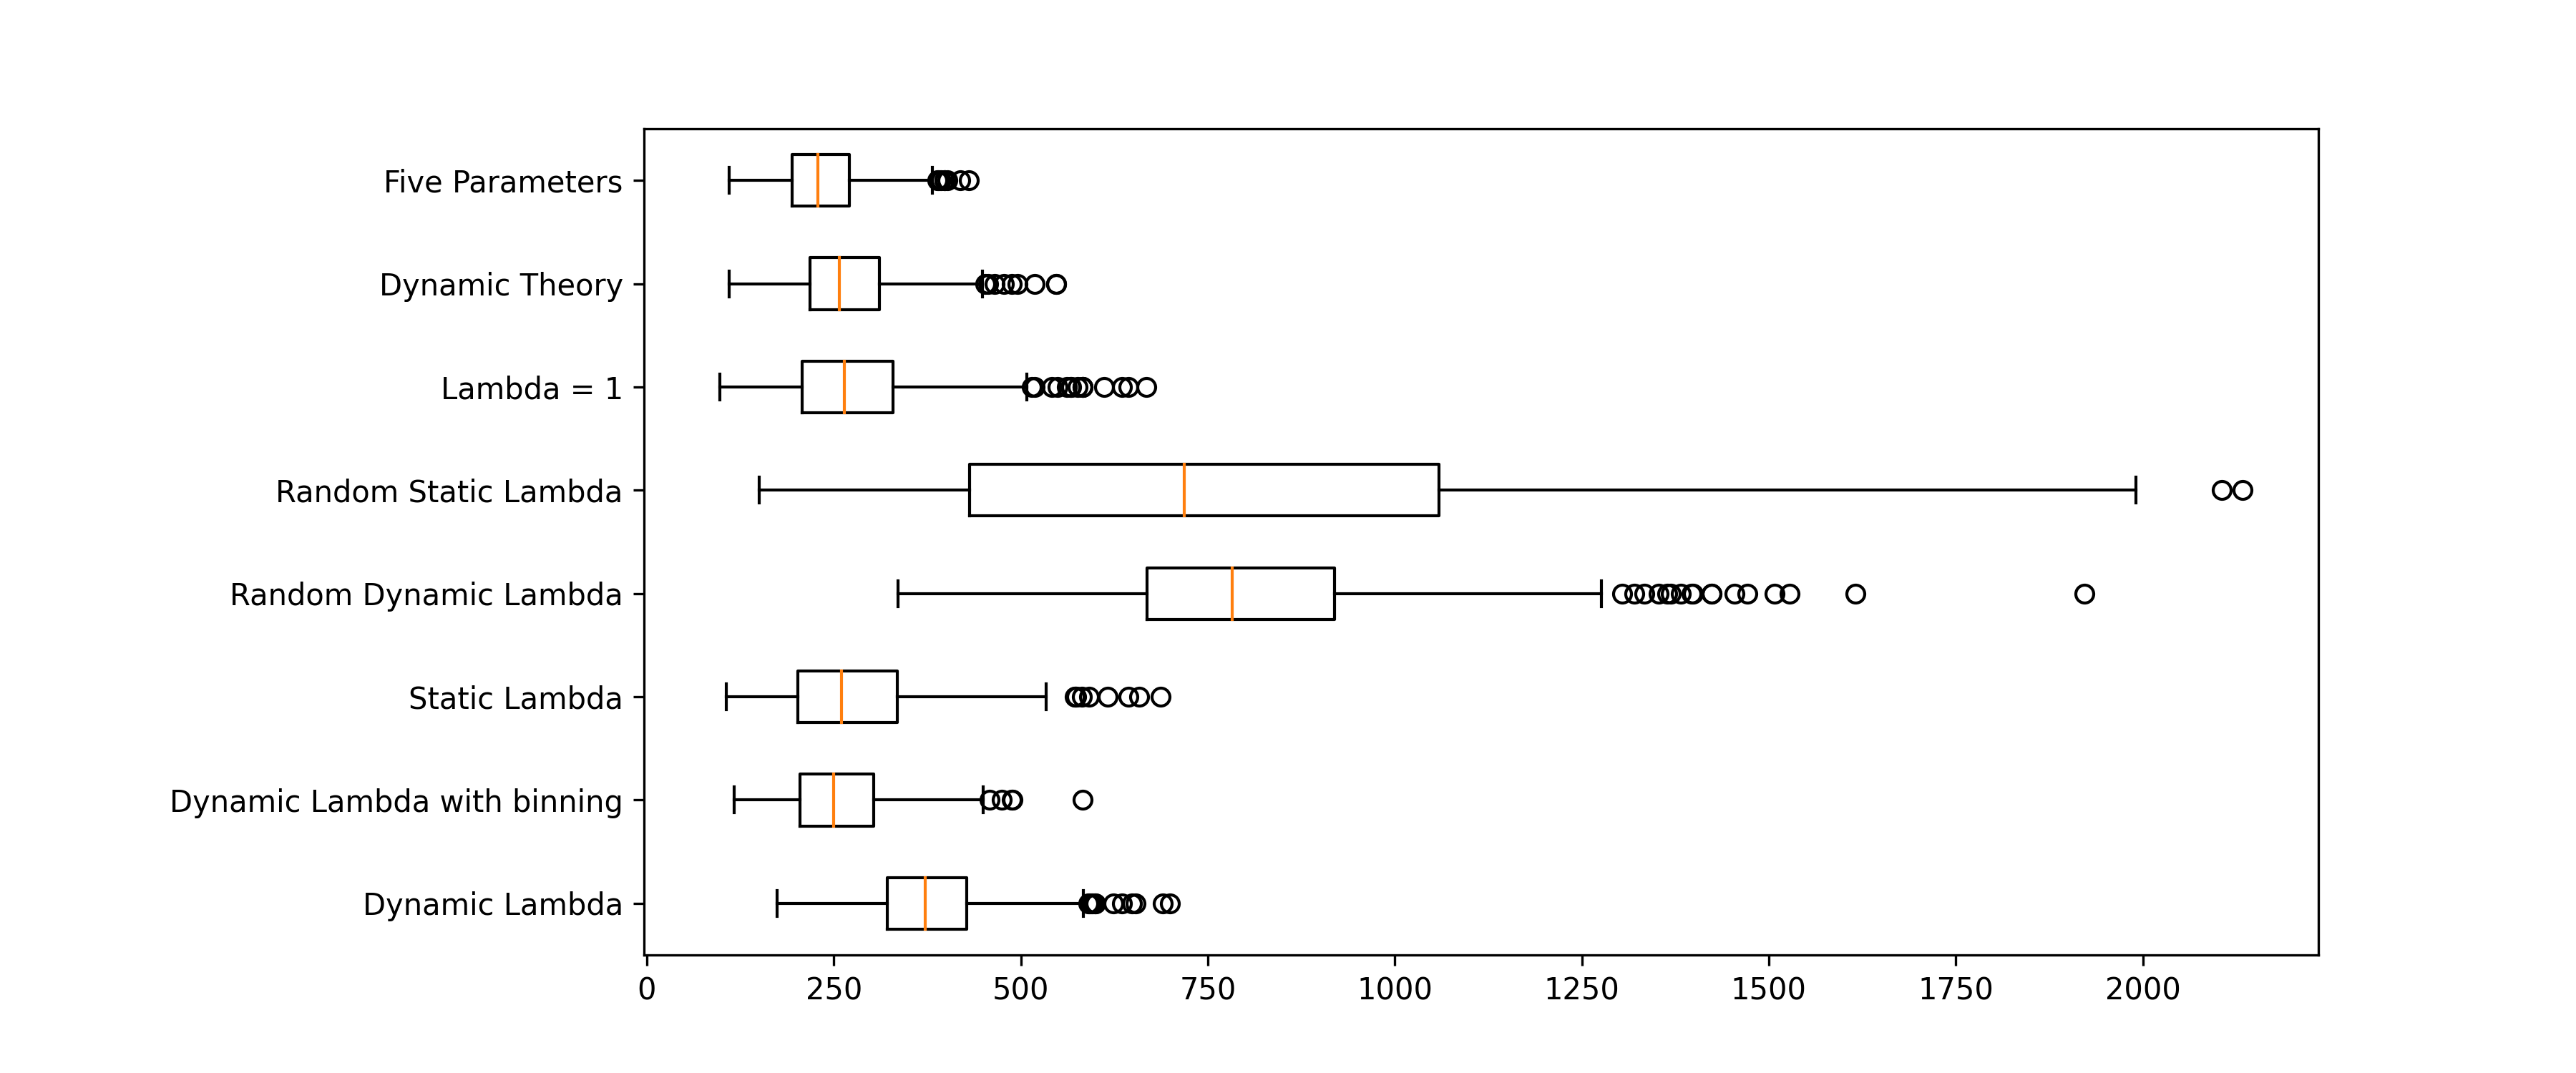 Five Parameters
Dynamic Theory
Lambda = 1
Random Static Lambda
Random Dynamic Lambda
Static Lambda
Dynamic Lambda with binning
Dynamic Lambda
0 250 500 750 1000 1250 1500 1750 2000